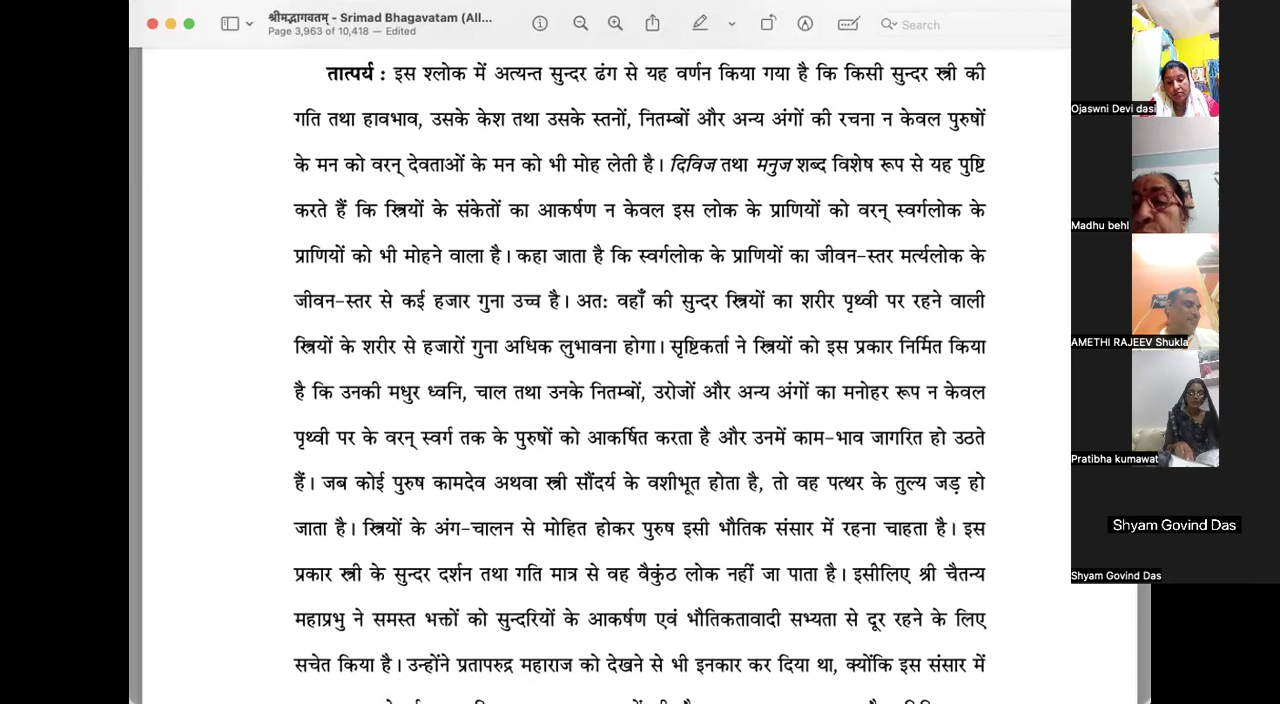 श्रीमद्भागवतम् - Srimad Bhagavatam (All...
Page 3,963 of 10,418 — Edited
Search
तात्पर्य : इस श्लोक में अत्यन्त सुन्दर ढंग से यह वर्णन किया गया है कि किसी सुन्दर स्त्री की
गति तथा हावभाव, उसके केश तथा उसके स्तनों, नितम्बों और अन्य अंगों की रचना न केवल पुरुषों
के मन को वरन् देवताओं के मन को भी मोह लेती है। दिविज तथा मनुज शब्द विशेष रूप से यह पुष्टि
करते हैं कि स्त्रियों के संकेतों का आकर्षण न केवल इस लोक के प्राणियों को वरन् स्वर्गलोक के
प्राणियों को भी मोहने वाला है। कहा जाता है कि स्वर्गलोक के प्राणियों का जीवन-स्तर मर्त्यलोक के
जीवन-स्तर से कई हजार गुना उच्च है। अत: वहाँ की सुन्दर स्त्रियों का शरीर पृथ्वी पर रहने वाली
स्त्रियों के शरीर से हजारों गुना अधिक लुभावना होगा। सृष्टिकर्ता ने स्त्रियों को इस प्रकार निर्मित किया
है कि उनकी मधुर ध्वनि, चाल तथा उनके नितम्बों, उरोजों और अन्य अंगों का मनोहर रूप न केवल
पृथ्वी पर के वरन् स्वर्ग तक के पुरुषों को आकर्षित करता है और उनमें काम-भाव जागरित हो उठते
हैं। जब कोई पुरुष कामदेव अथवा स्त्री सौंदर्य के वशीभूत होता है, तो वह पत्थर के तुल्य जड़ हो
जाता है। स्त्रियों के अंग-चालन से मोहित होकर पुरुष इसी भौतिक संसार में रहना चाहता है। इस
प्रकार स्त्री के सुन्दर दर्शन तथा गति मात्र से वह वैकुंठ लोक नहीं जा पाता है। इसीलिए श्री चैतन्य
महाप्रभु ने समस्त भक्तों को सुन्दरियों के आकर्षण एवं भौतिकतावादी सभ्यता से दूर रहने के लिए
सचेत किया है। उन्होंने प्रतापरुद्र महाराज को देखने से भी इनकार कर दिया था, क्योंकि इस संसार में
Ojaswni Devi dasi
Madhu behl
AMETHI RAJEEV Shukla
Pratibha kumawat
Shyam Govind Das
Shyam Govind Das